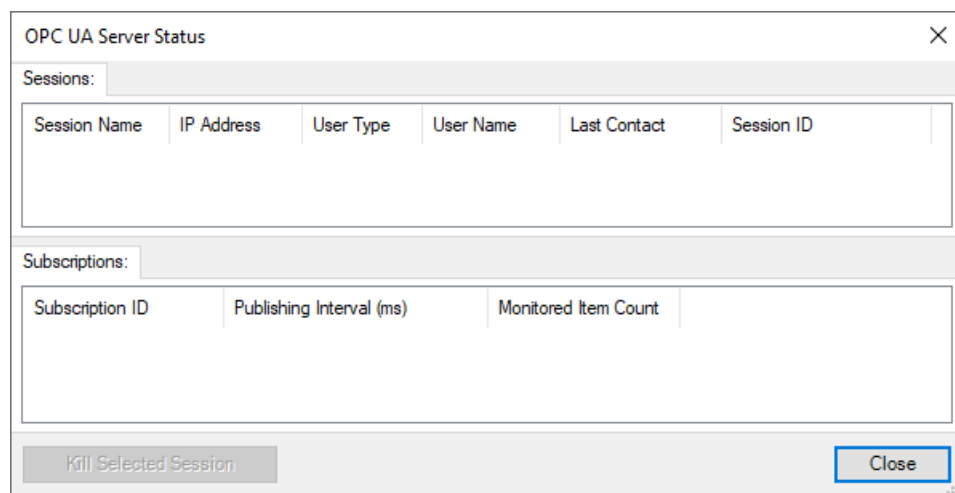 OPC UA Server Status
Sessions:
Session Name IP Address User Type User Name Last Contact Session ID
Subscriptions:
Subscription ID Publishing Interval (ms) Monitored Item Count
Kill Selected Session Close